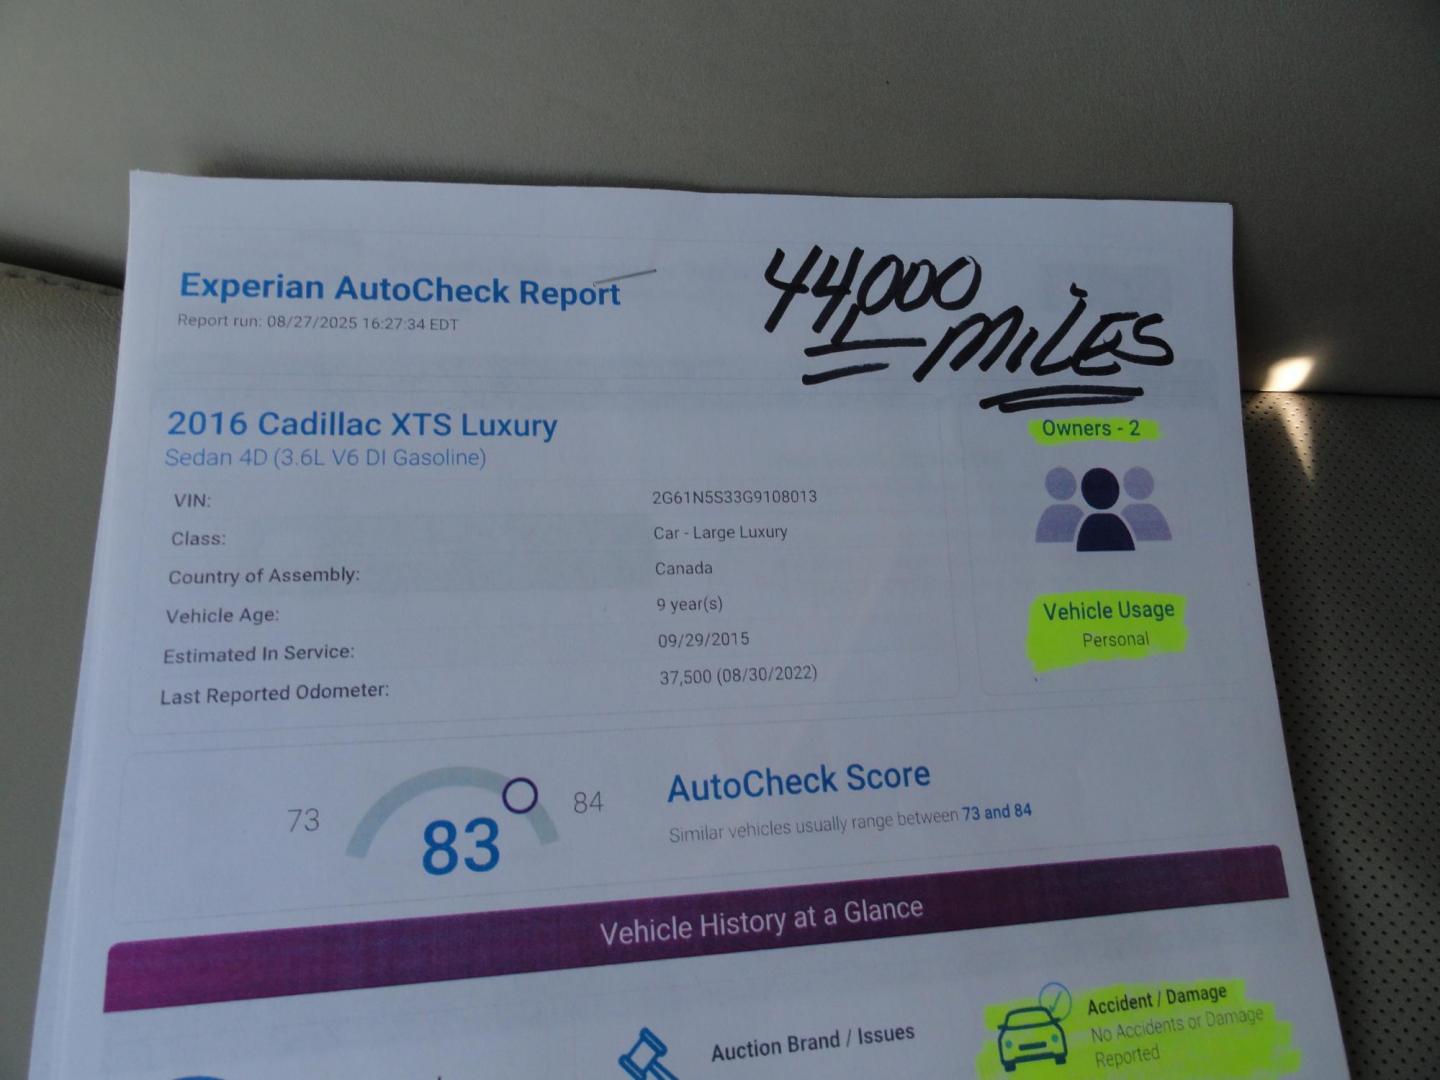 Experian AutoCheck Report
Report run: 08/27/2025 16:27:34 EDT
44,000
MILES
2016 Cadillac XTS Luxury
Sedan 4D (3.6L V6 DI Gasoline)
VIN: 2G61N5S33G9108013
Class: Car - Large Luxury
Country of Assembly: Canada
Vehicle Age: 9 year(s)
Estimated In Service: 09/29/2015
Last Reported Odometer: 37,500 (08/30/2022)
Owners - 2
Vehicle Usage
Personal
73
83
84
AutoCheck Score
Similar vehicles usually range between 73 and 84
Vehicle History at a Glance
Auction Brand / Issues
Accident / Damage
No Accidents or Damage
Reported